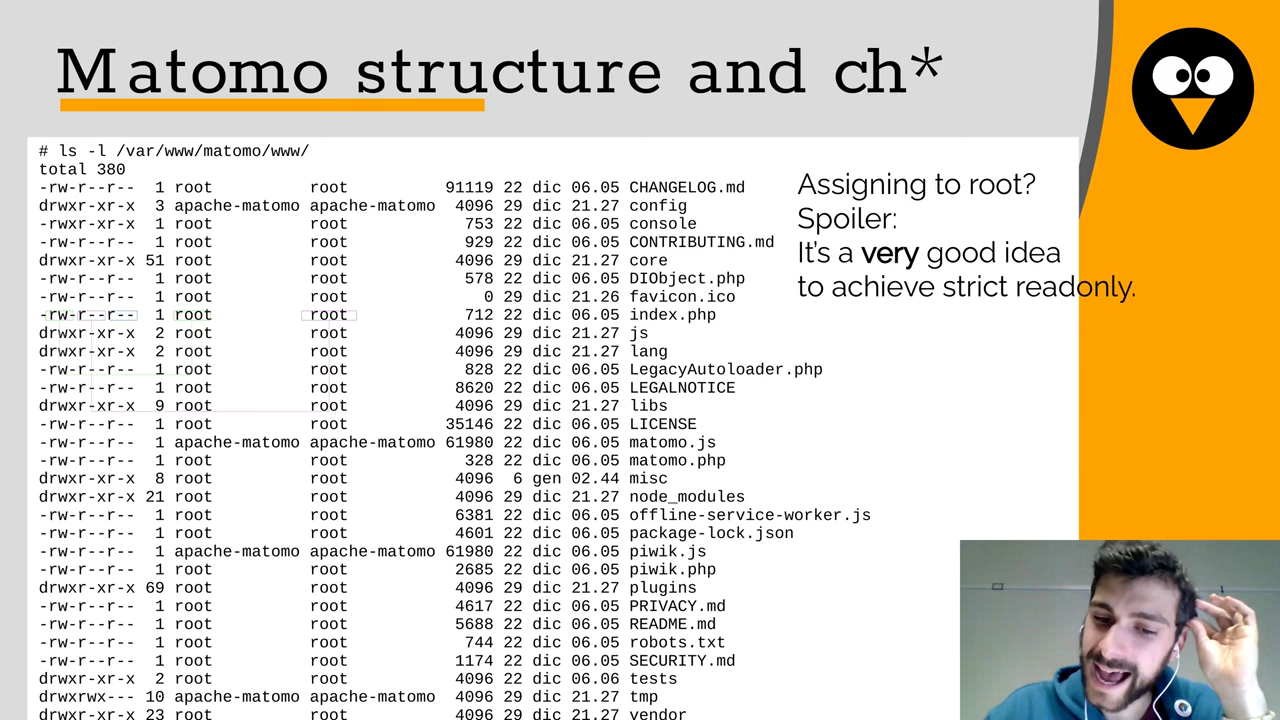 Matomo structure and ch*
# ls -l /var/www/matomo/www/
total 380
-rw-r--r-- 1 root root 91119 22 dic 06.05 CHANGELOG.md
drwxr-xr-x 3 apache-matomo apache-matomo 4096 29 dic 21.27 config
-rwxr-xr-x 1 root root 753 22 dic 06.05 console
-rw-r--r-- 1 root root 929 22 dic 06.05 CONTRIBUTING.md
drwxr-xr-x 51 root root 4096 29 dic 21.27 core
-rw-r--r-- 1 root root 578 22 dic 06.05 DIObject.php
-rw-r--r-- 1 root root 0 29 dic 21.26 favicon.ico
-rw-r--r-- 1 root root 712 22 dic 06.05 index.php
drwxr-xr-x 2 root root 4096 29 dic 21.27 js
drwxr-xr-x 2 root root 4096 29 dic 21.27 lang
-rw-r--r-- 1 root root 828 22 dic 06.05 LegacyAutoloader.php
-rw-r--r-- 1 root root 8620 22 dic 06.05 LEGALNOTICE
drwxr-xr-x 9 root root 4096 29 dic 21.27 libs
-rw-r--r-- 1 root root 35146 22 dic 06.05 LICENSE
-rw-r--r-- 1 apache-matomo apache-matomo 61980 22 dic 06.05 matomo.js
-rw-r--r-- 1 root root 328 22 dic 06.05 matomo.php
drwxr-xr-x 8 root root 4096 6 gen 02.44 misc
drwxr-xr-x 21 root root 4096 29 dic 21.27 node_modules
-rw-r--r-- 1 root root 6381 22 dic 06.05 offline-service-worker.js
-rw-r--r-- 1 root root 4601 22 dic 06.05 package-lock.json
-rw-r--r-- 1 apache-matomo apache-matomo 61980 22 dic 06.05 piwik.js
-rw-r--r-- 1 root root 2685 22 dic 06.05 piwik.php
drwxr-xr-x 69 root root 4096 29 dic 21.27 plugins
-rw-r--r-- 1 root root 4617 22 dic 06.05 PRIVACY.md
-rw-r--r-- 1 root root 5688 22 dic 06.05 README.md
-rw-r--r-- 1 root root 744 22 dic 06.05 robots.txt
-rw-r--r-- 1 root root 1174 22 dic 06.05 SECURITY.md
drwxr-xr-x 2 root root 4096 22 dic 06.06 tests
drwxrwx--- 10 apache-matomo apache-matomo 4096 29 dic 21.27 tmp
drwxr-xr-x 23 root root 4096 29 dic 21.27 vendor
Assigning to root?
Spoiler:
It's a very good idea
to achieve strict readonly.